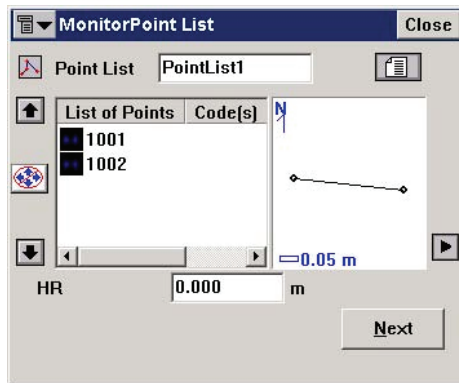 MonitorPoint List Close
Point List PointList1
List of Points Code(s)
1001
1002
N
0.05 m
HR 0.000 m
Next